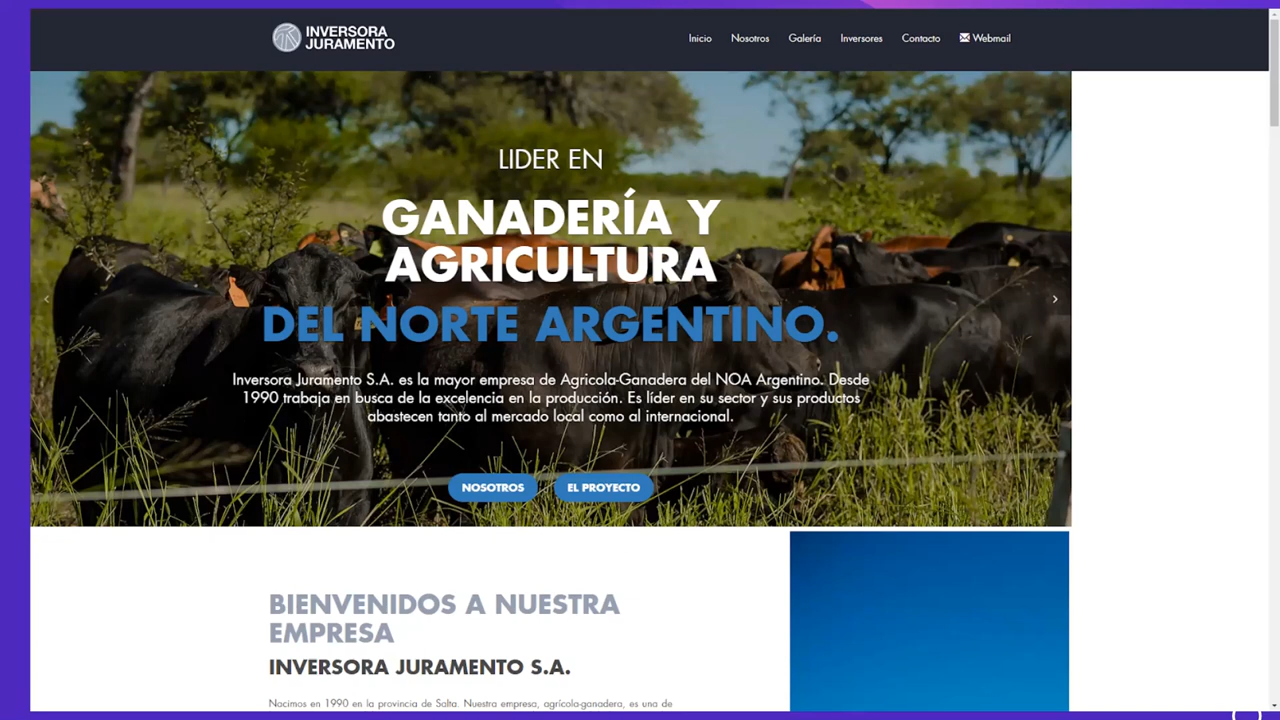 INVERSORA
JURAMENTO
Inicio Nosotros Galería Inversores Contacto Webmail
LIDER EN
GANADERÍA Y
AGRICULTURA
DEL NORTE ARGENTINO.
Inversora Juramento S.A. es la mayor empresa de Agricola-Ganadera del NOA Argentino. Desde
1990 trabaja en busca de la excelencia en la producción. Es líder en su sector y sus productos
abastecen tanto al mercado local como al internacional.
NOSOTROS EL PROYECTO
BIENVENIDOS A NUESTRA
EMPRESA
INVERSORA JURAMENTO S.A.
Nacimos en 1990 en la provincia de Salta. Nuestra empresa, agrícola-ganadera, es una de